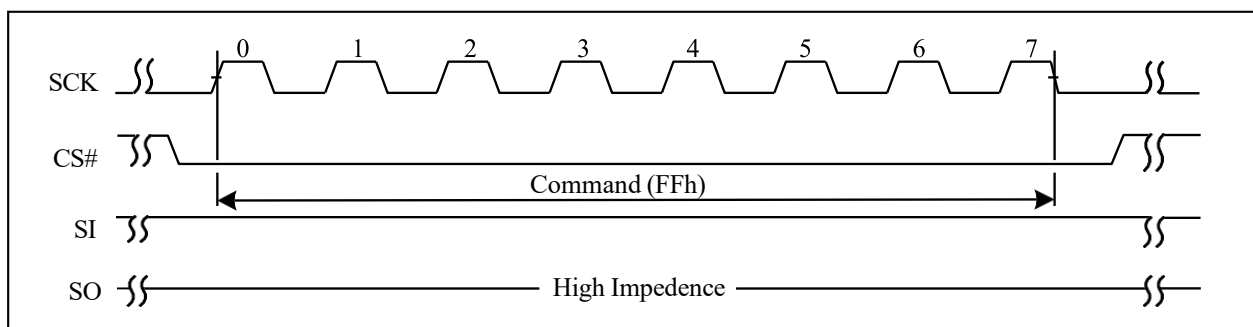 0 1 2 3 4 5 6 7
SCK
CS#
Command (FFh)
SI
SO
High Impedence